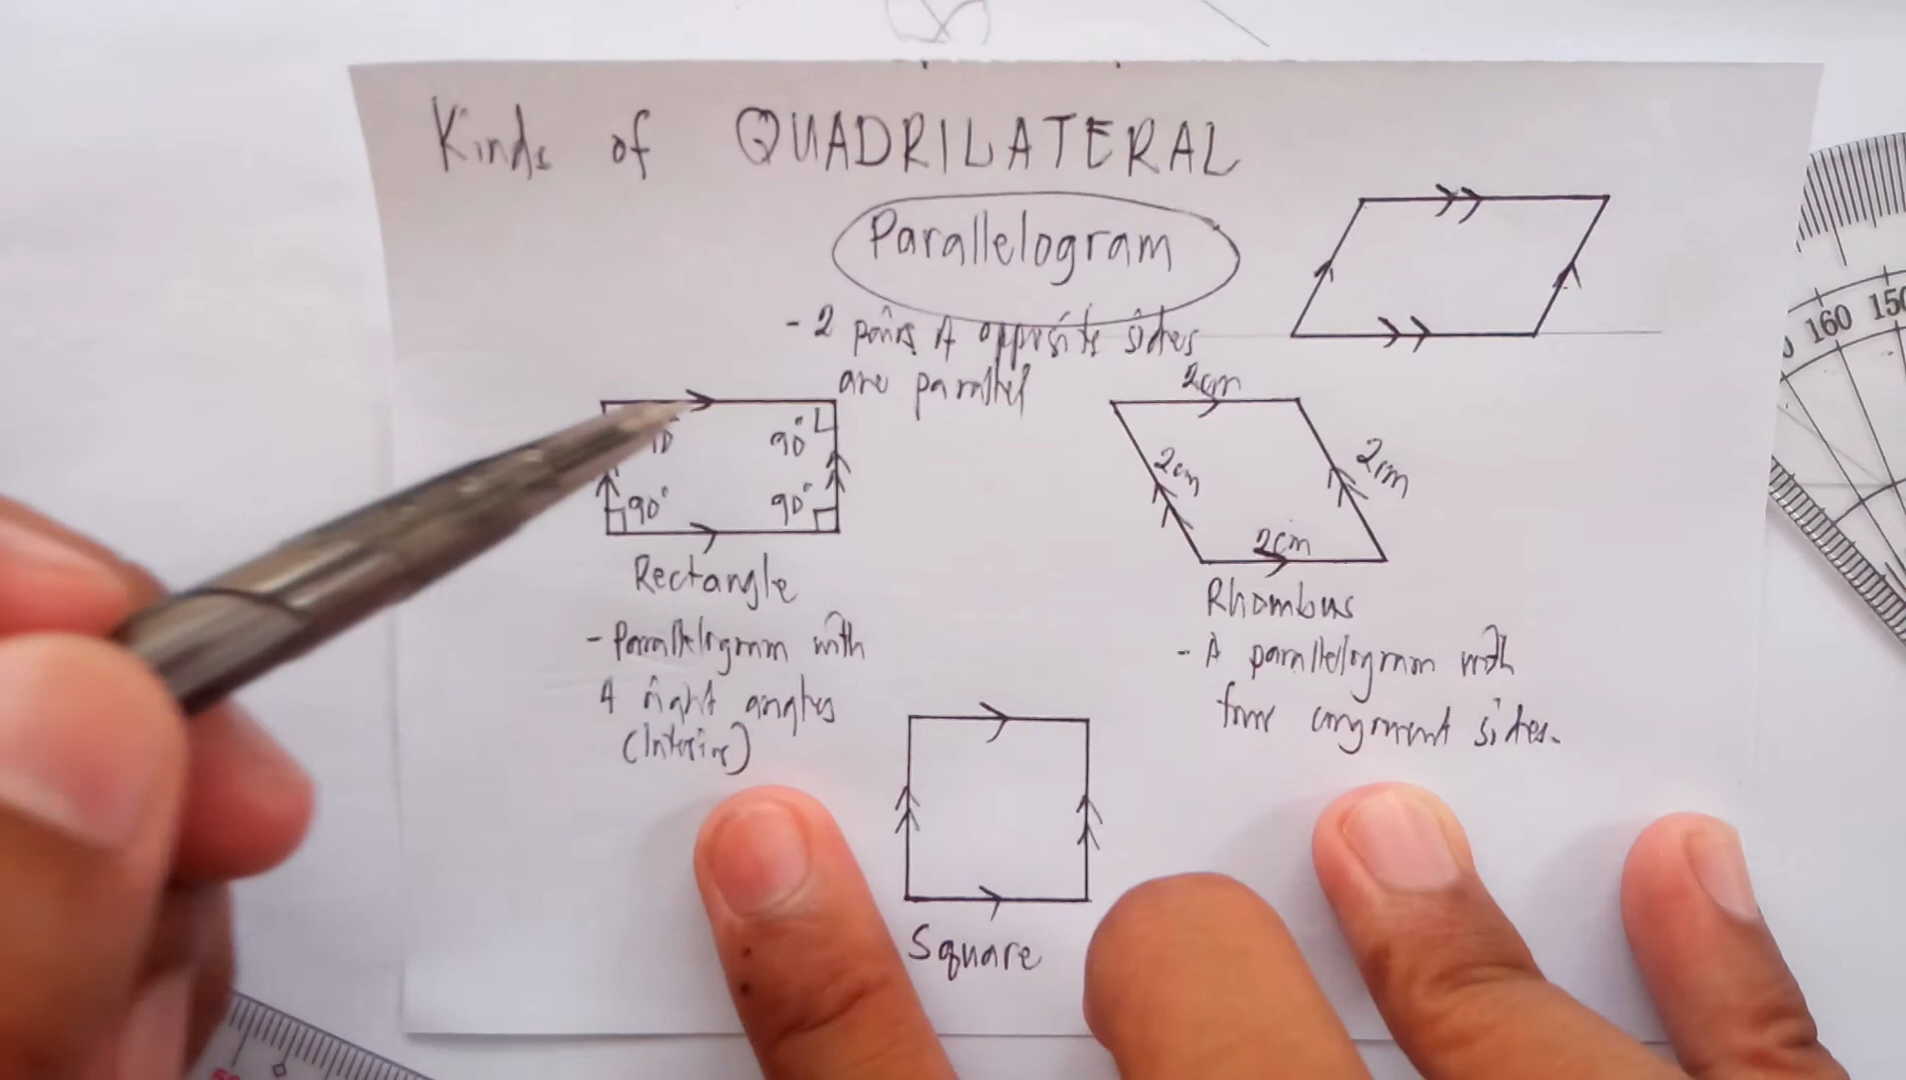 Kinds of QUADRILATERAL
Parallelogram
- 2 pairs of opposite sides
are parallel
90°
90°
90°
Rectangle
- Parallelogram with
4 right angles
(Interior)
2cm
2cm
2cm
2cm
Rhombus
- A parallelogram with
four congruent sides.
Square
160 150